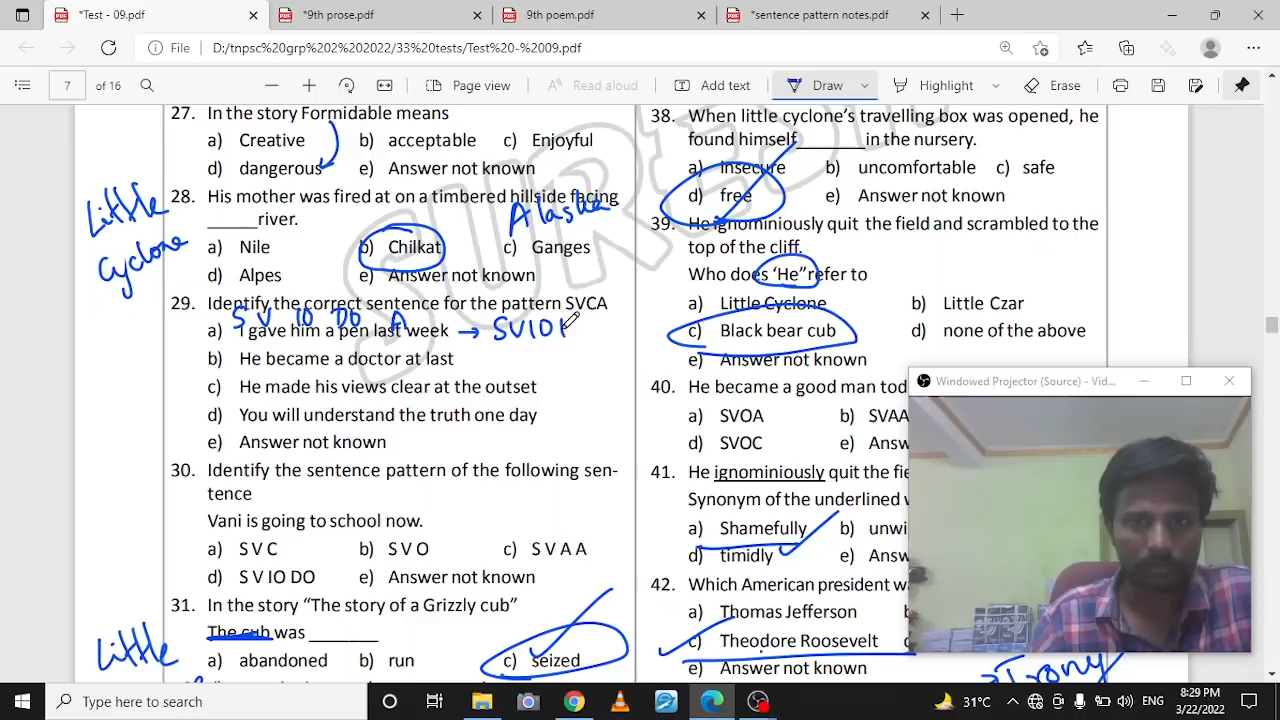 *Test - 09.pdf
*9th prose.pdf
9th poem.pdf
*sentence pattern notes.pdf
File D:/tnpsc%20grp%202%202022/33%20tests/Test%20-%2009.pdf
7 of 16
Page view
Read aloud
Add text
Draw
Highlight
Erase
27. In the story Formidable means
a) Creative b) acceptable c) Enjoyful
d) dangerous e) Answer not known
28. His mother was fired at on a timbered hillside facing
_____river.
a) Nile b) Chilkat c) Ganges
d) Alpes e) Answer not known
Little
Cyclone
Alaska
29. Identify the correct sentence for the pattern SVCA
S V IO DO A
a) I gave him a pen last week → SVIOD
b) He became a doctor at last
c) He made his views clear at the outset
d) You will understand the truth one day
e) Answer not known
30. Identify the sentence pattern of the following sen-
tence
Vani is going to school now.
a) S V C b) S V O c) S V A A
d) S V IO DO e) Answer not known
31. In the story “The story of a Grizzly cub”
The cub was _______
a) abandoned b) run c) seized
Little
38. When little cyclone’s travelling box was opened, he
found himself_______in the nursery.
a) insecure b) uncomfortable c) safe
d) free e) Answer not known
39. He ignominiously quit the field and scrambled to the
top of the cliff.
Who does ‘He” refer to
a) Little Cyclone b) Little Czar
c) Black bear cub d) none of the above
e) Answer not known
40. He became a good man tod
a) SVOA b) SVAA
d) SVOC e) Answ
41. He ignominiously quit the fie
Synonym of the underlined w
a) Shamefully b) unwi
d) timidly e) Answ
42. Which American president wa
a) Thomas Jefferson b
c) Theodore Roosevelt
e) Answer not known
Irony
SURESH
Windowed Projector (Source) - Vid...
Type here to search
31°C
ENG
8:29 PM
3/22/2022